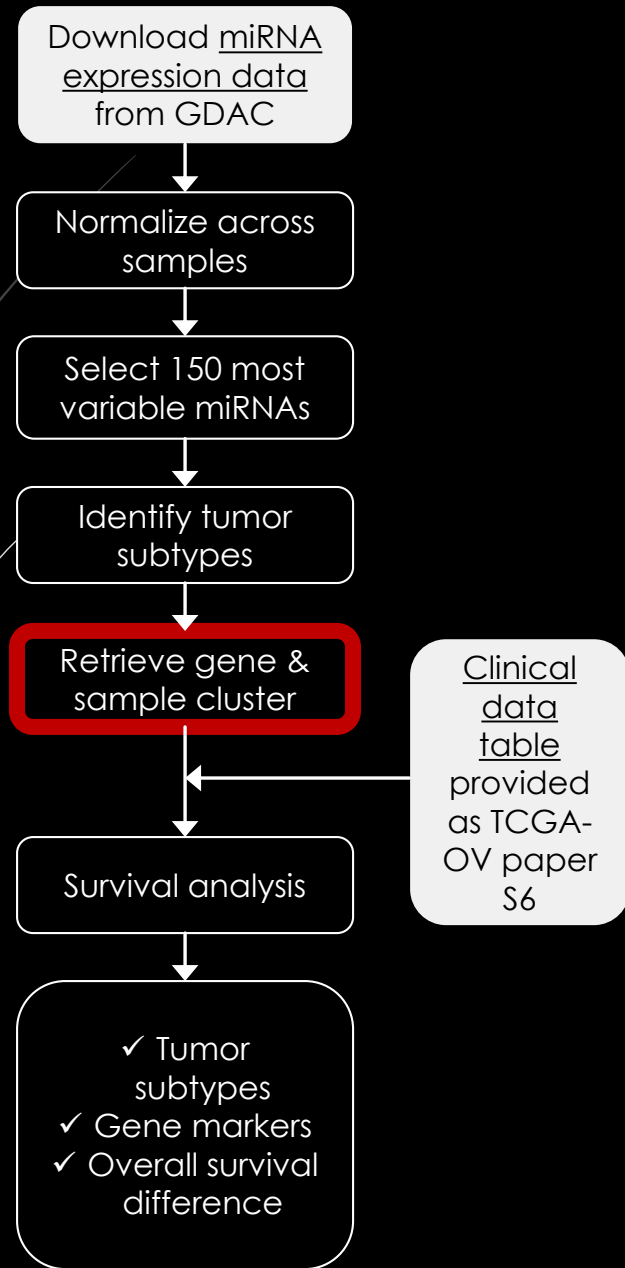 Download miRNA
expression data
from GDAC
Normalize across
samples
Select 150 most
variable miRNAs
Identify tumor
subtypes
Retrieve gene &
sample cluster
Clinical
data
table
provided
as TCGA-
OV paper
S6
Survival analysis
✓ Tumor
subtypes
✓ Gene markers
✓ Overall survival
difference